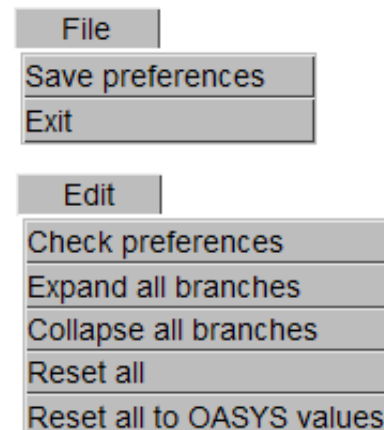 File
Save preferences
Exit
Edit
Check preferences
Expand all branches
Collapse all branches
Reset all
Reset all to OASYS values